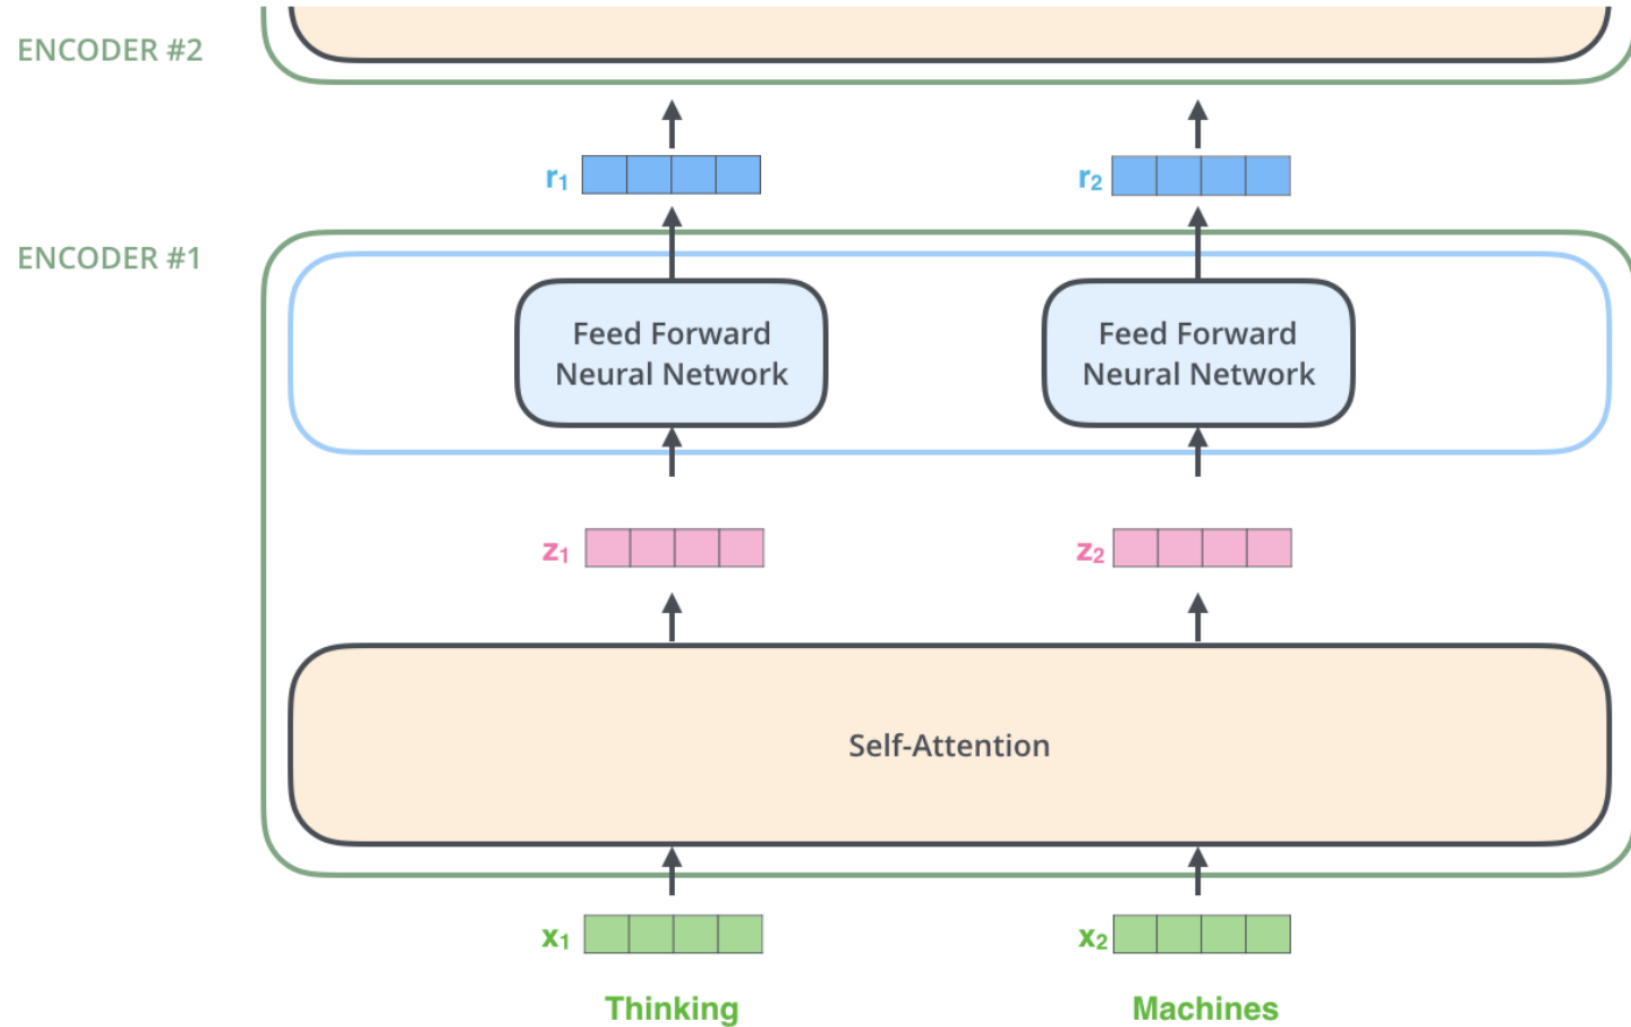 ENCODER #2
r₁
r₂
ENCODER #1
Feed Forward
Neural Network
Feed Forward
Neural Network
z₁
z₂
Self-Attention
x₁
x₂
Thinking
Machines